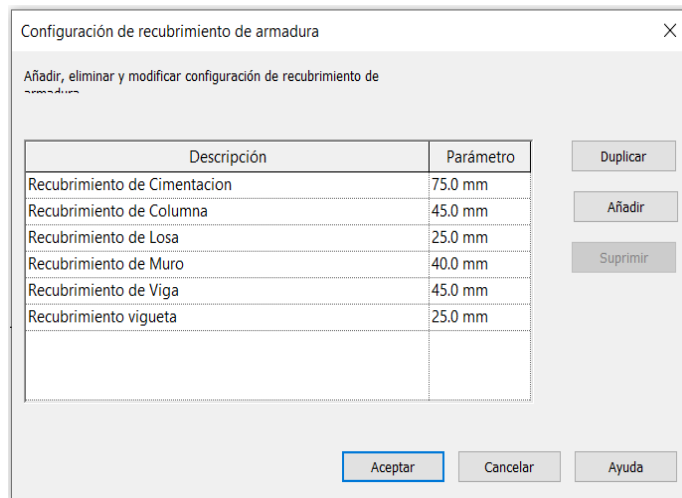 Configuración de recubrimiento de armadura
Añadir, eliminar y modificar configuración de recubrimiento de
armadura
Descripción Parámetro
Recubrimiento de Cimentacion 75.0 mm
Recubrimiento de Columna 45.0 mm
Recubrimiento de Losa 25.0 mm
Recubrimiento de Muro 40.0 mm
Recubrimiento de Viga 45.0 mm
Recubrimiento vigueta 25.0 mm
Duplicar
Añadir
Suprimir
Aceptar Cancelar Ayuda